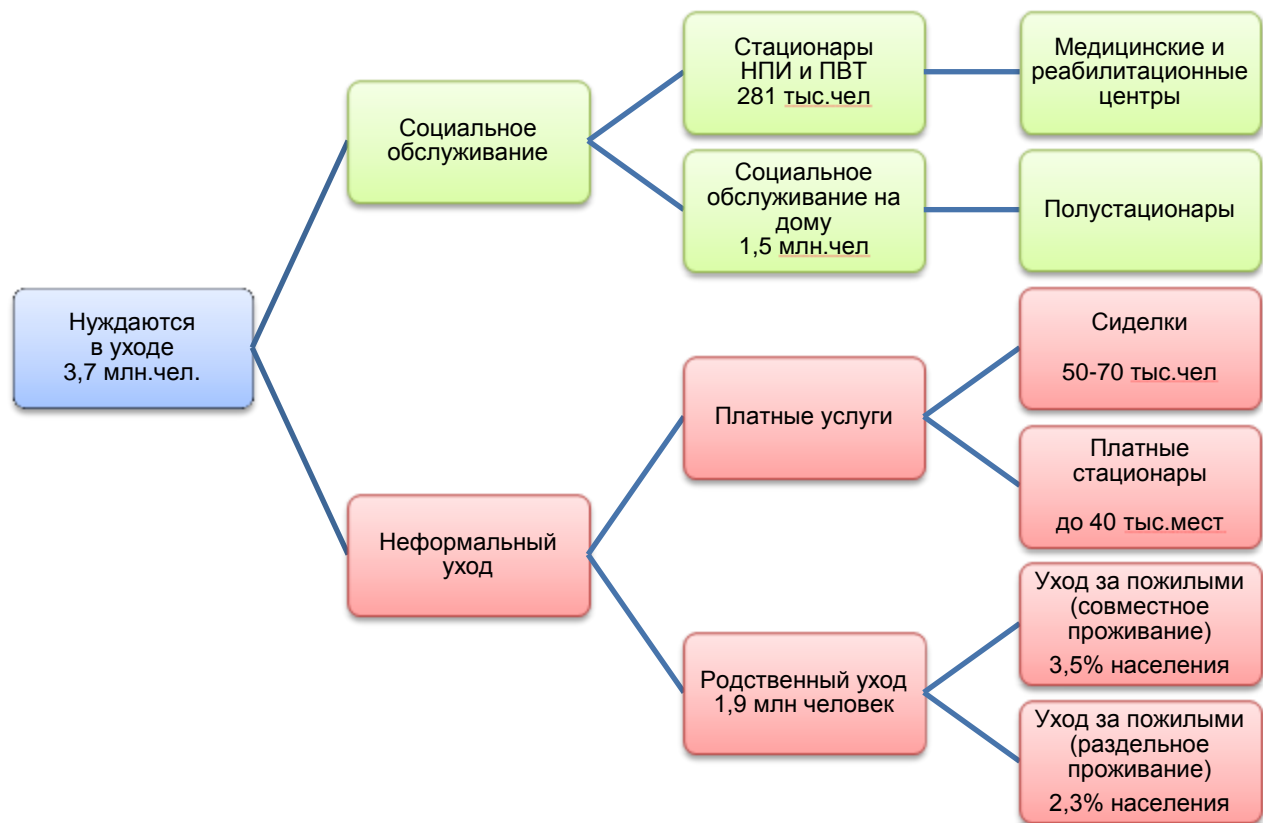 Стационары
НПИ и ПВТ
281 тыс.чел
Медицинские и
реабилитационные
центры
Социальное
обслуживание
Социальное
обслуживание на
дому
1,5 млн.чел
Полустационары
Нуждаются
в уходе
3,7 млн.чел.
Сиделки
50-70 тыс.чел
Платные услуги
Платные
стационары
до 40 тыс.мест
Неформальный
уход
Уход за пожилыми
(совместное
проживание)
3,5% населения
Родственный уход
1,9 млн человек
Уход за пожилыми
(раздельное
проживание)
2,3% населения